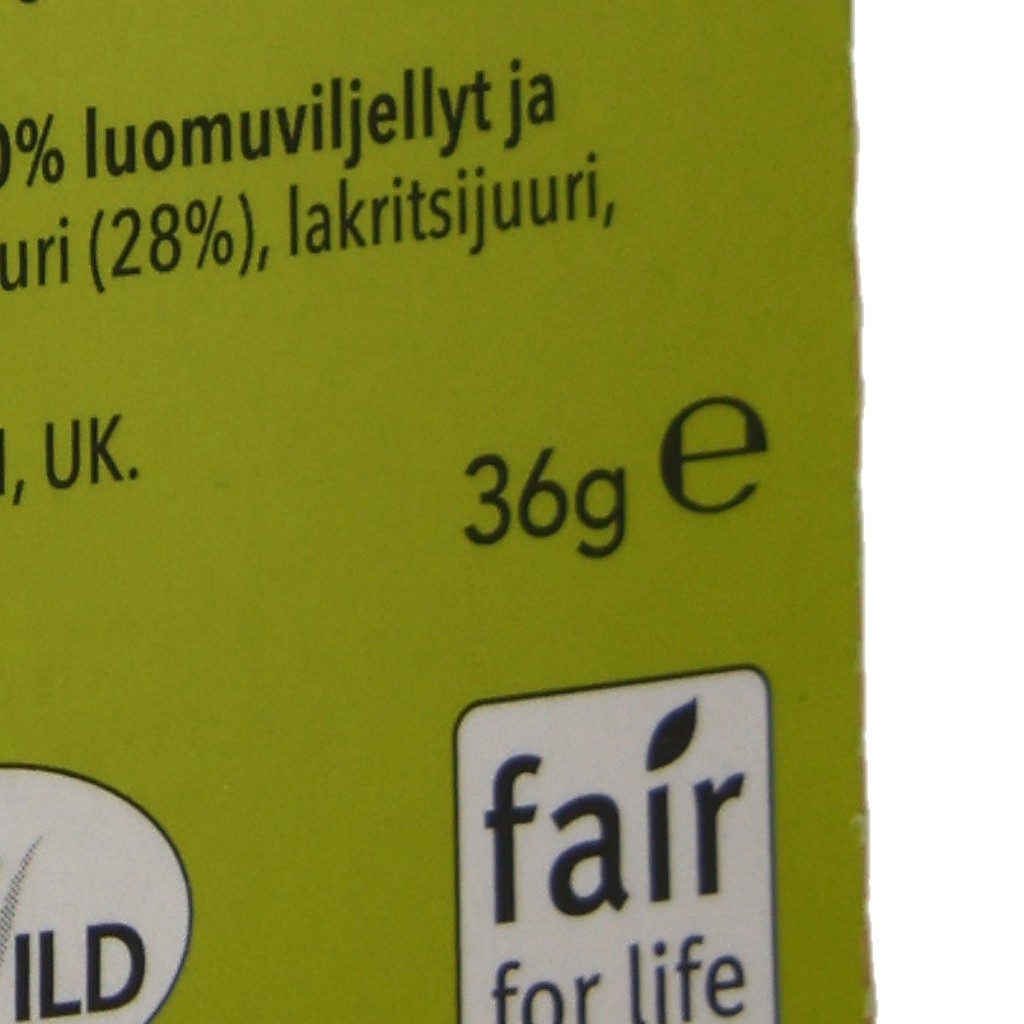 0% luomuviljellyt ja
uri (28%), lakritsijuuri,
, UK.
36g e
fair
for life
ILD